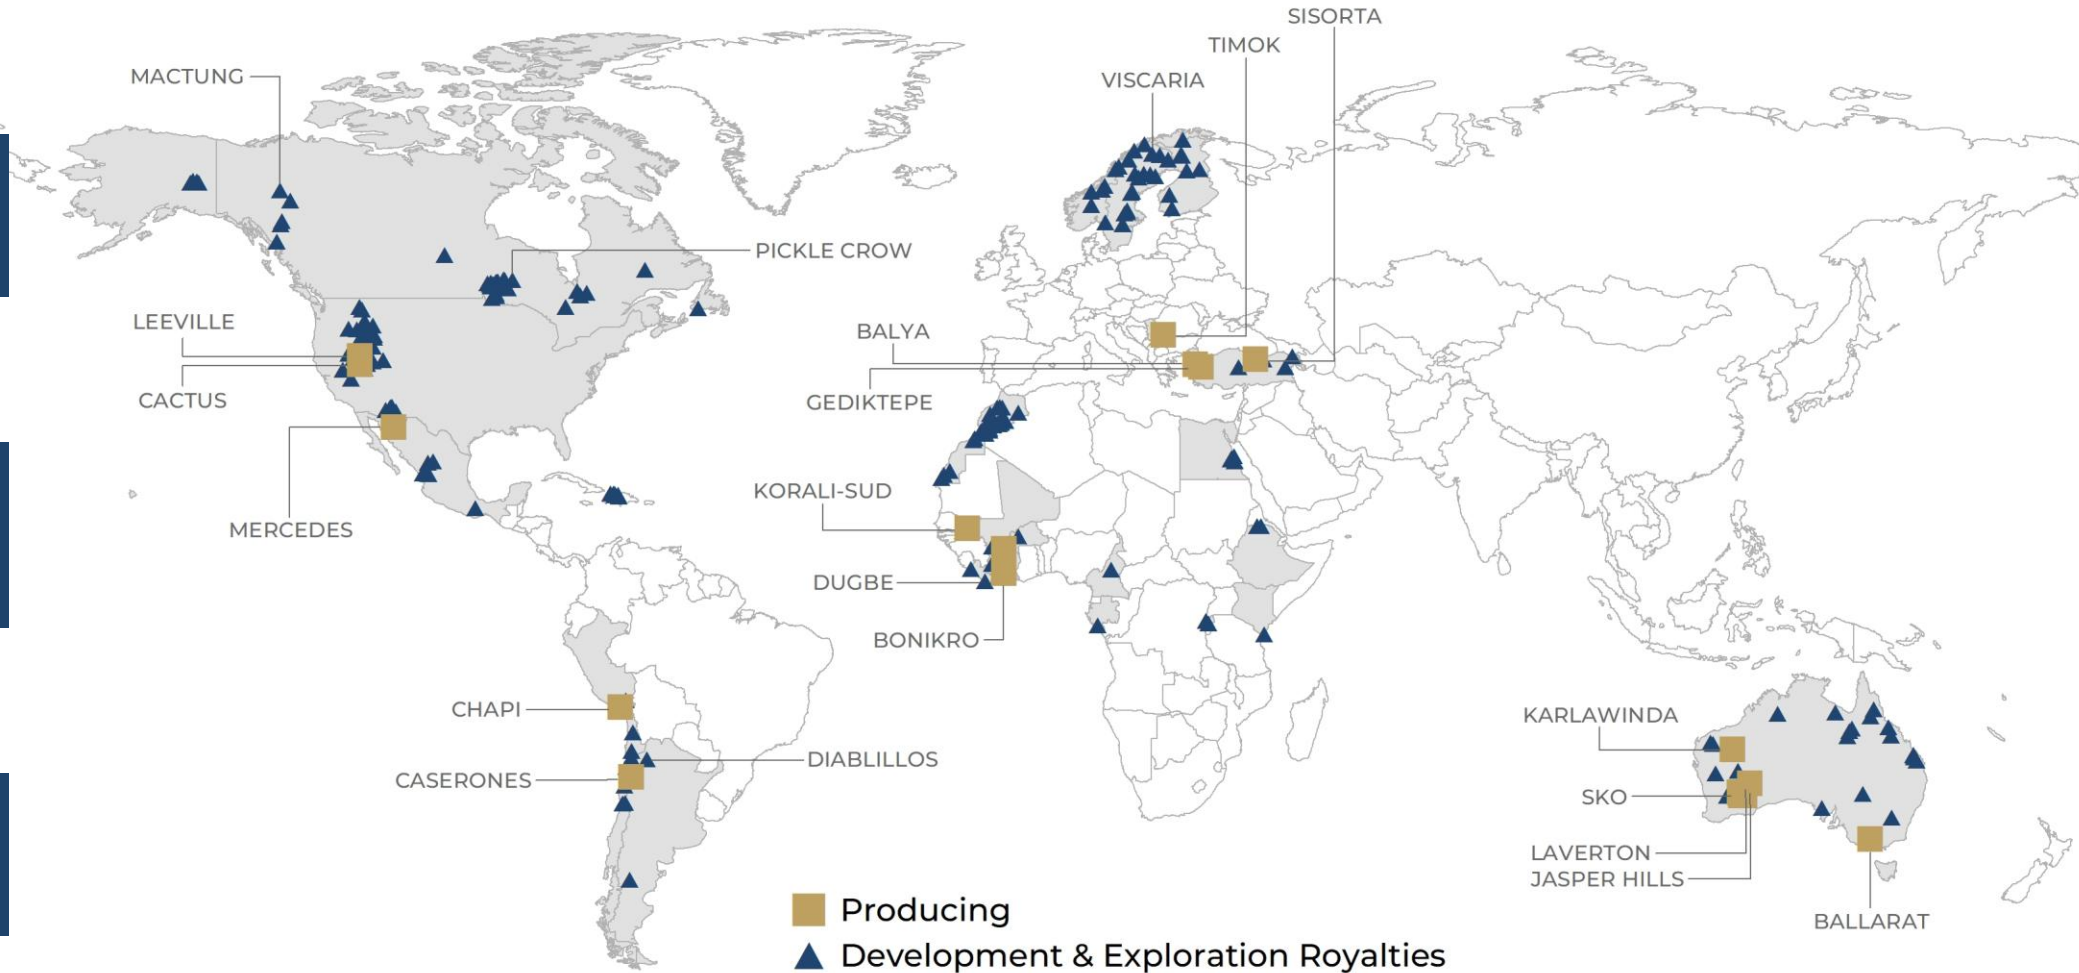 SISORTA
TIMOK
MACTUNG
VISCARIA
PICKLE CROW
LEEVILLE
BALYA
CACTUS
GEDIKTEPE
KORALI-SUD
MERCEDES
DUGBE
BONIKRO
CHAPI
KARLAWINDA
DIABLILLOS
CASERONES
SKO
LAVERTON
JASPER HILLS
BALLARAT
Producing
Development & Exploration Royalties